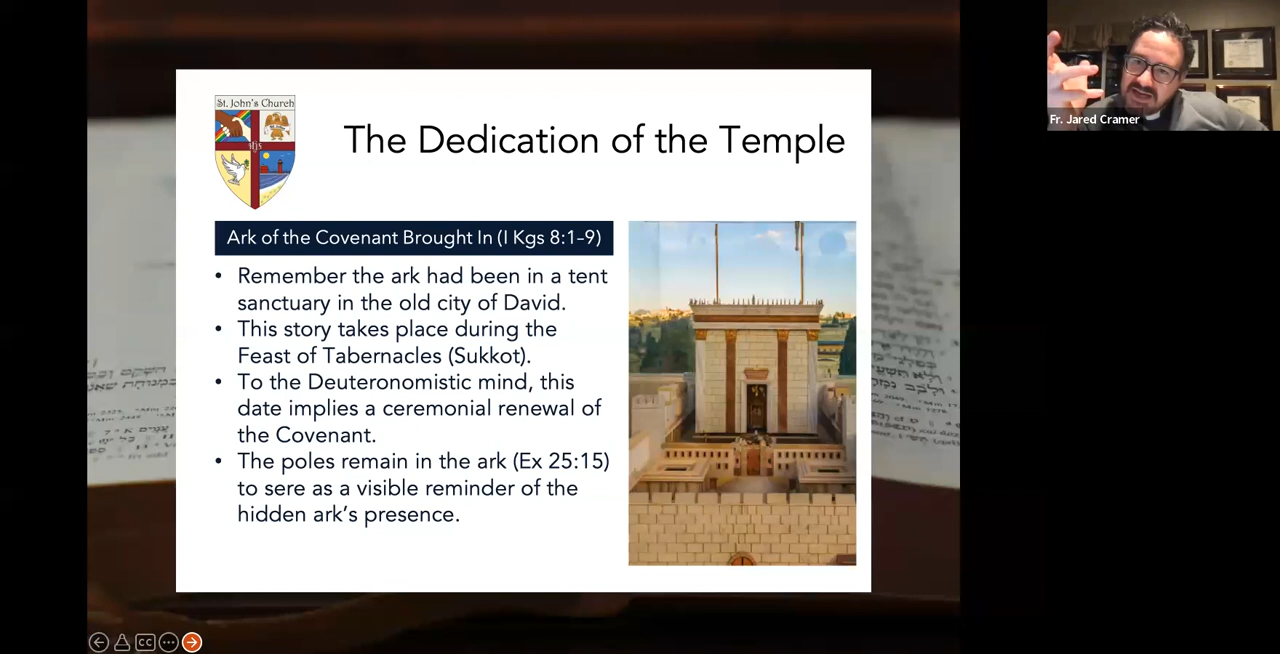 St. John's Church
The Dedication of the Temple
Ark of the Covenant Brought In (I Kgs 8:1–9)
• Remember the ark had been in a tent
sanctuary in the old city of David.
• This story takes place during the
Feast of Tabernacles (Sukkot).
• To the Deuteronomistic mind, this
date implies a ceremonial renewal of
the Covenant.
• The poles remain in the ark (Ex 25:15)
to sere as a visible reminder of the
hidden ark's presence.
Fr. Jared Cramer
CC